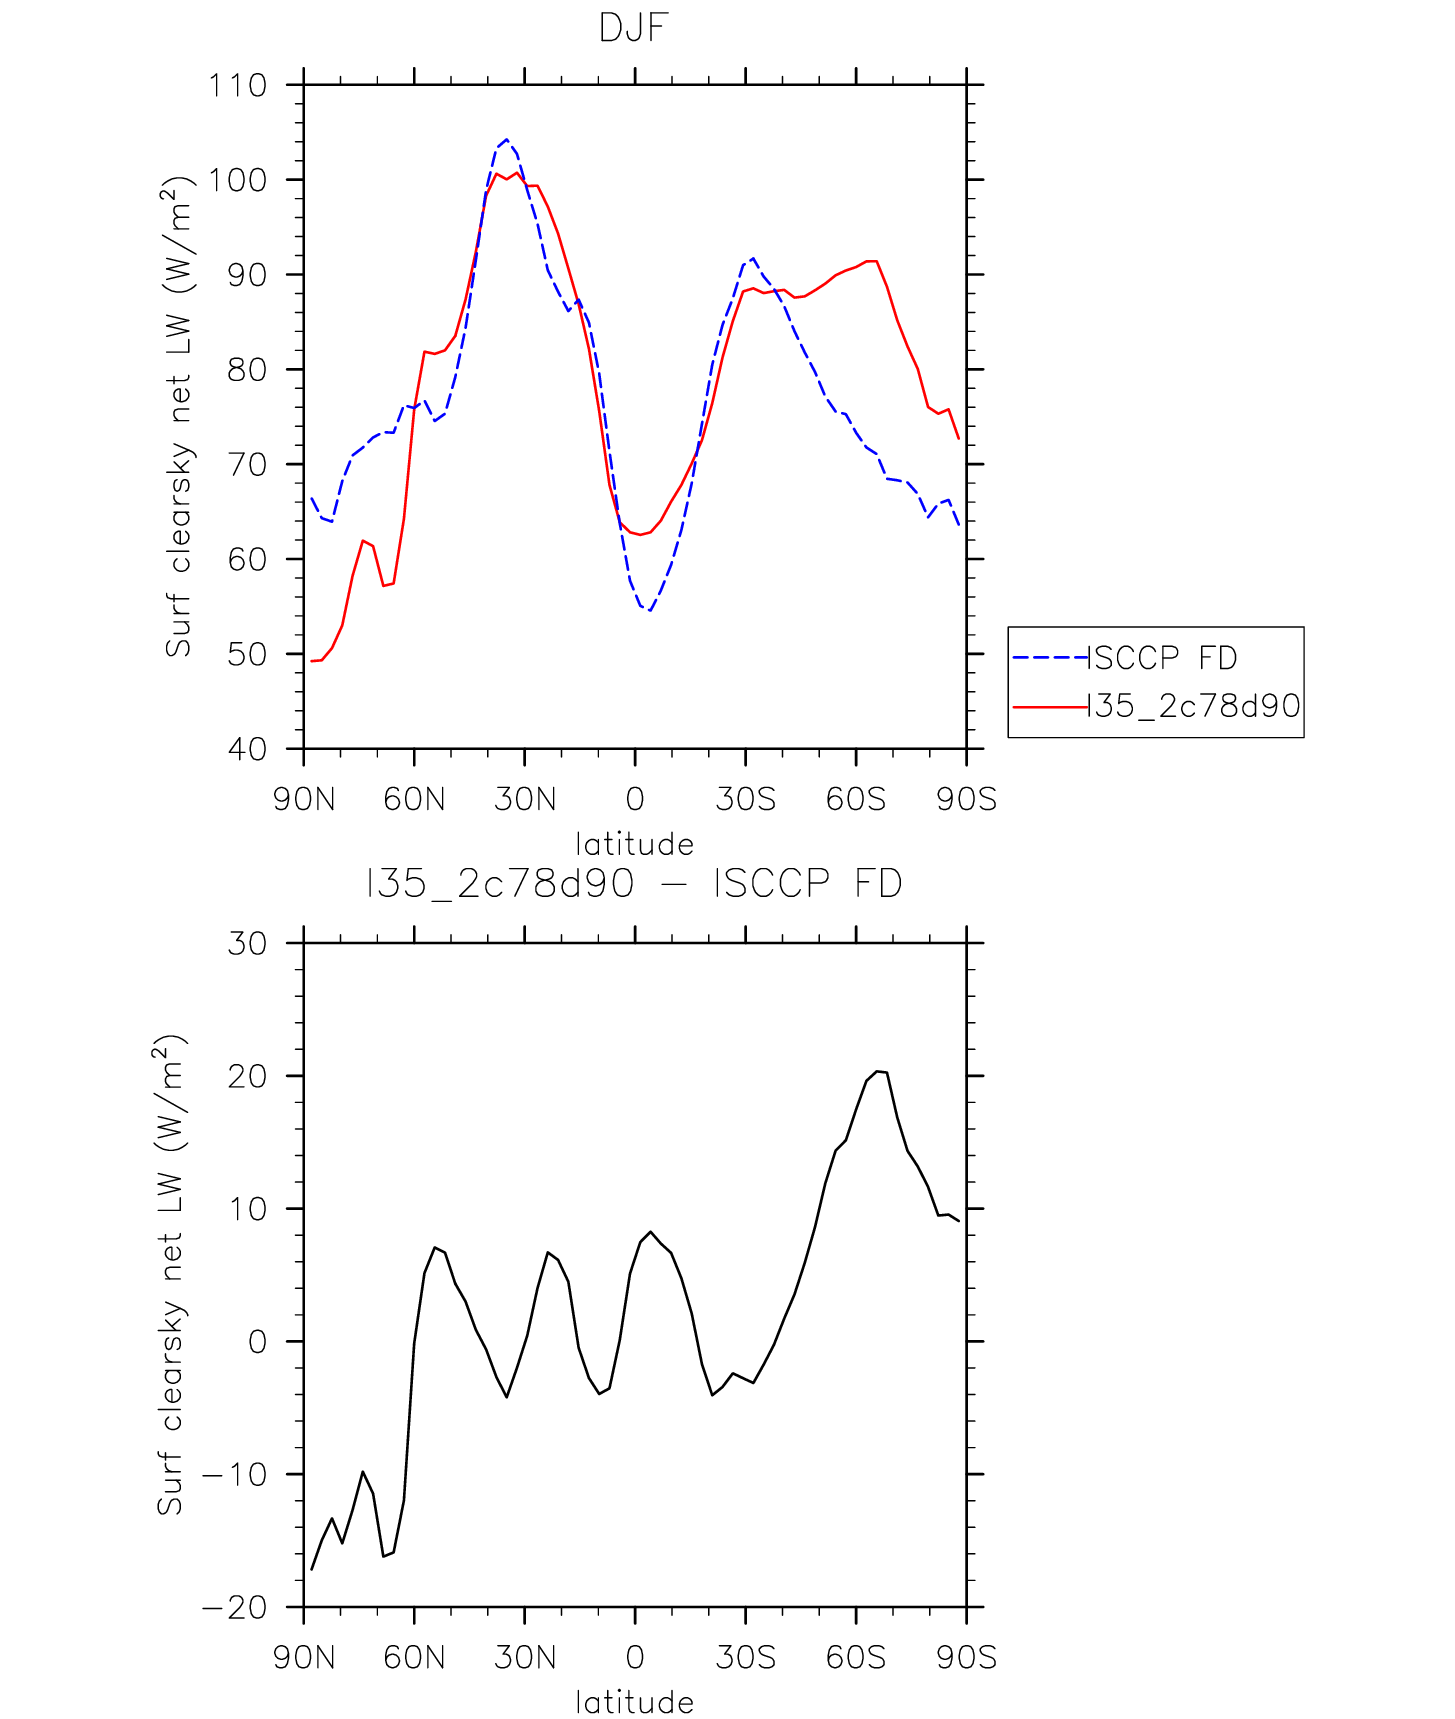 DJF
110
100
90
80
70
60
50
40
Surf clearsky net LW (W/m²)
90N 60N 30N 0 30S 60S 90S
latitude
ISCCP FD
I35_2c78d90
I35_2c78d90 − ISCCP FD
30
20
10
0
−10
−20
Surf clearsky net LW (W/m²)
90N 60N 30N 0 30S 60S 90S
latitude